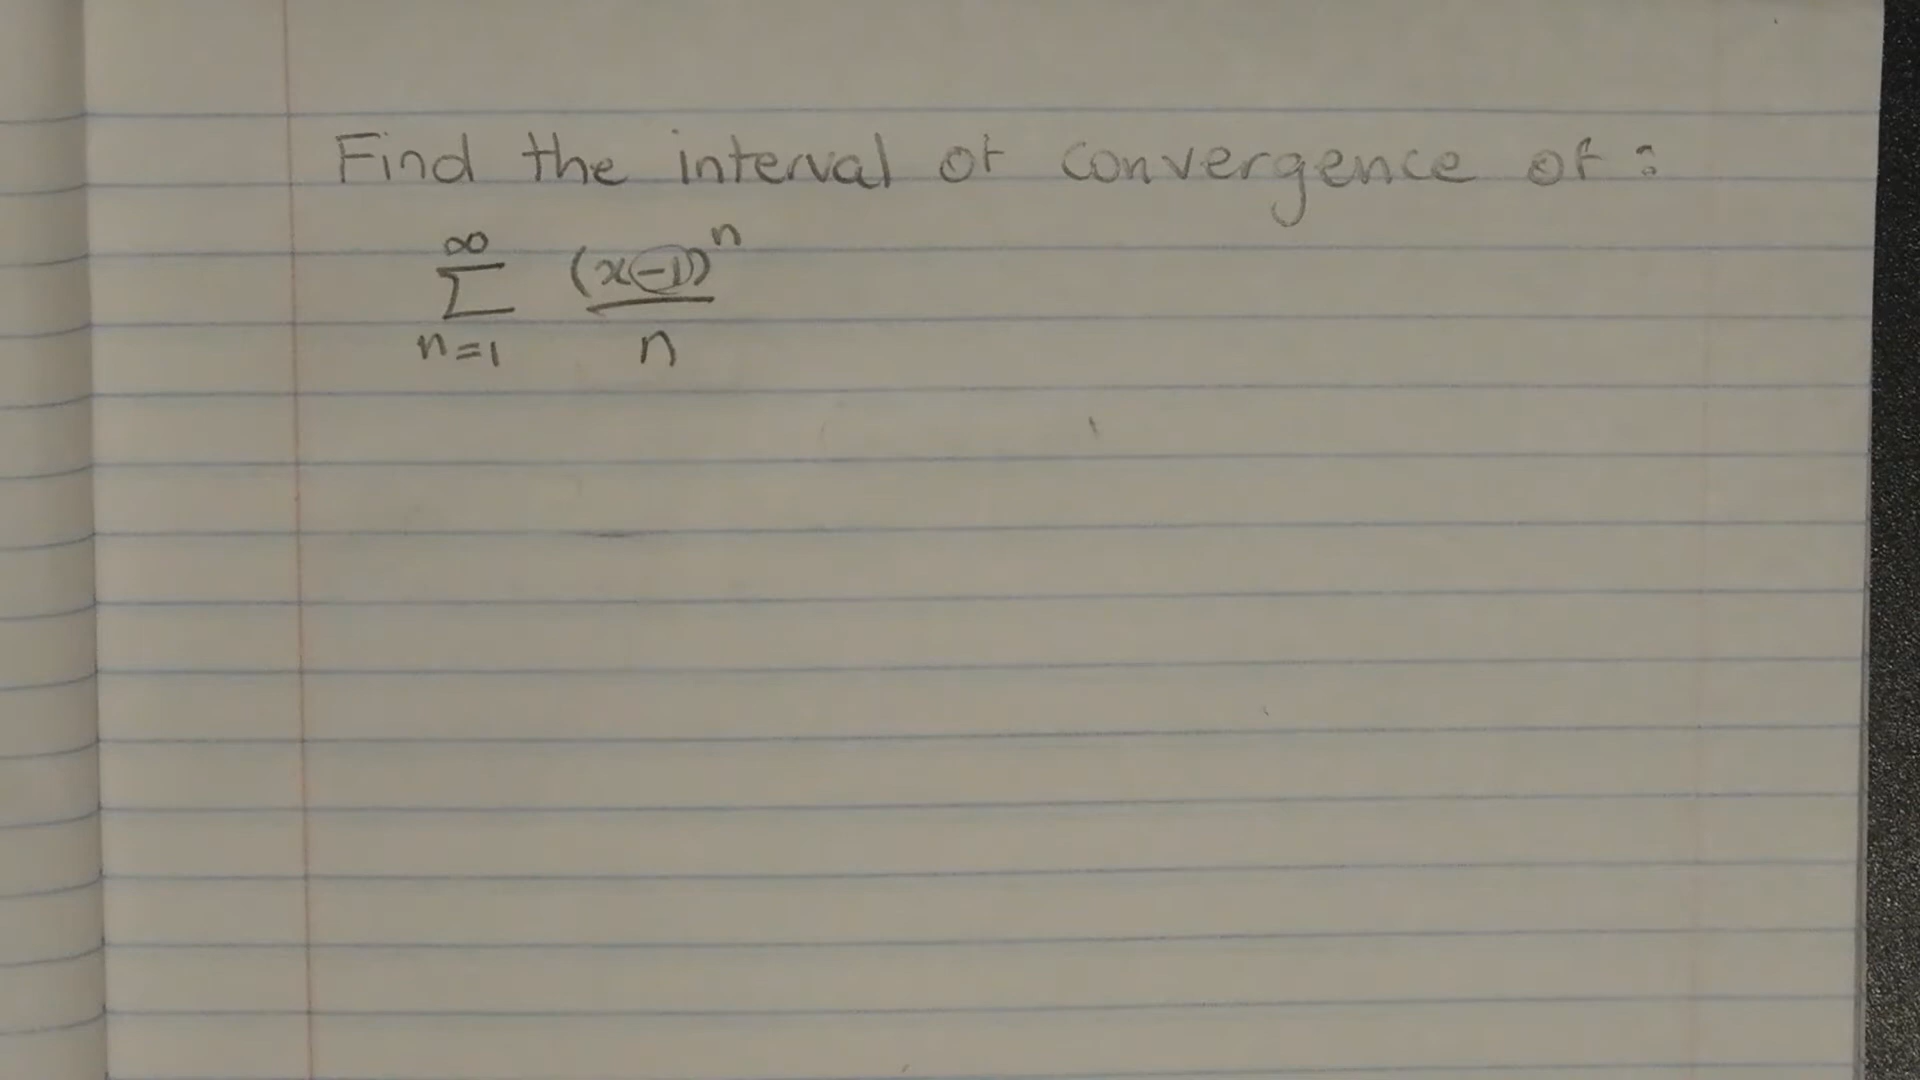 Find the interval of convergence of :
∞ (x-1)^n
Σ
n=1 n